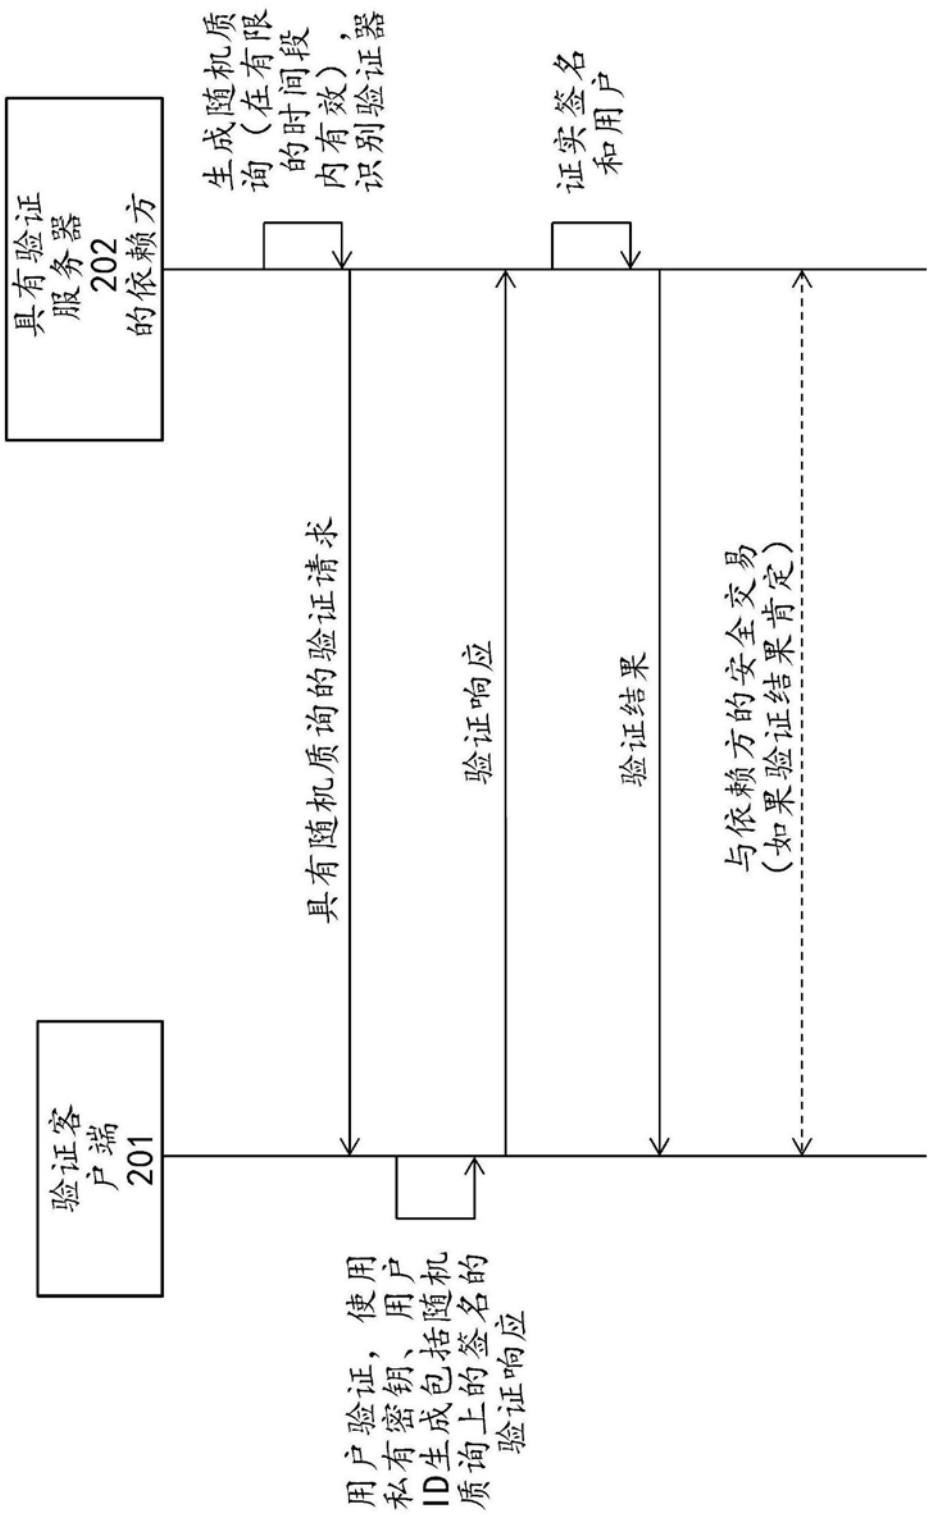 验证客
户端
201
具有验证
服务器
202
的依赖方
生成随机质
询（在有限
的时间段
内有效），
识别验证器
具有随机质询的验证请求
用户验证，使用
私有密钥、用户
ID生成包括随机
质询上的签名的
验证响应
验证响应
证实签名
和用户
验证结果
与依赖方的安全交易
(如果验证结果肯定)